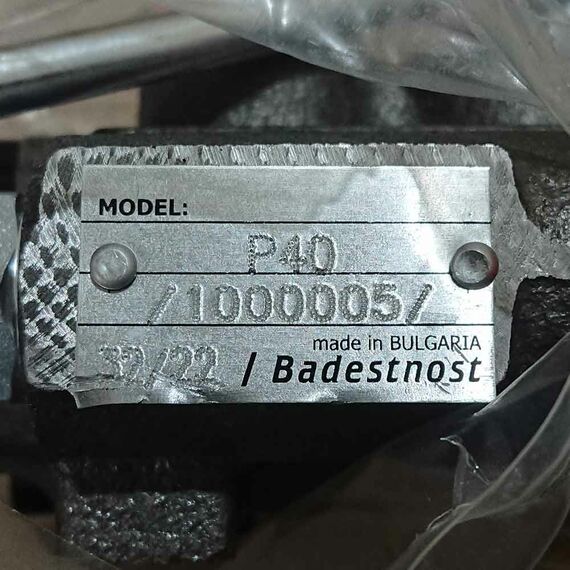 MODEL:
P40
/1000005/
made in BULGARIA
32/22 / Badestnost